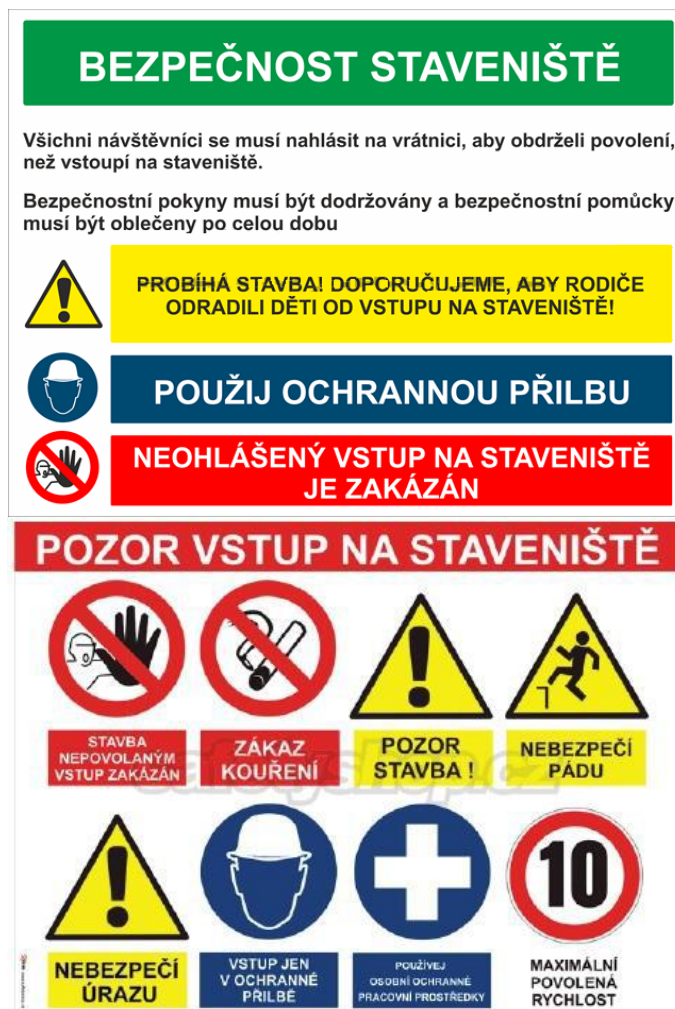 BEZPEČNOST STAVENIŠTĚ
Všichni návštěvníci se musí nahlásit na vrátnici, aby obdrželi povolení,
než vstoupí na staveniště.
Bezpečnostní pokyny musí být dodržovány a bezpečnostní pomůcky
musí být oblečeny po celou dobu
PROBÍHÁ STAVBA! DOPORUČUJEME, ABY RODIČE
ODRADILI DĚTI OD VSTUPU NA STAVENIŠTĚ!
POUŽIJ OCHRANNOU PŘILBU
NEOHLÁŠENÝ VSTUP NA STAVENIŠTĚ
JE ZAKÁZÁN
POZOR VSTUP NA STAVENIŠTĚ
STAVBA
NEPOVOLANÝM
VSTUP ZAKÁZÁN
ZÁKAZ
KOUŘENÍ
POZOR
STAVBA !
NEBEZPEČÍ
PÁDU
safetyshop.cz
10
NEBEZPEČÍ
ÚRAZU
VSTUP JEN
V OCHRANNÉ
PŘILBĚ
POUŽÍVEJ
OSOBNÍ OCHRANNÉ
PRACOVNÍ PROSTŘEDKY
MAXIMÁLNÍ
POVOLENÁ
RYCHLOST